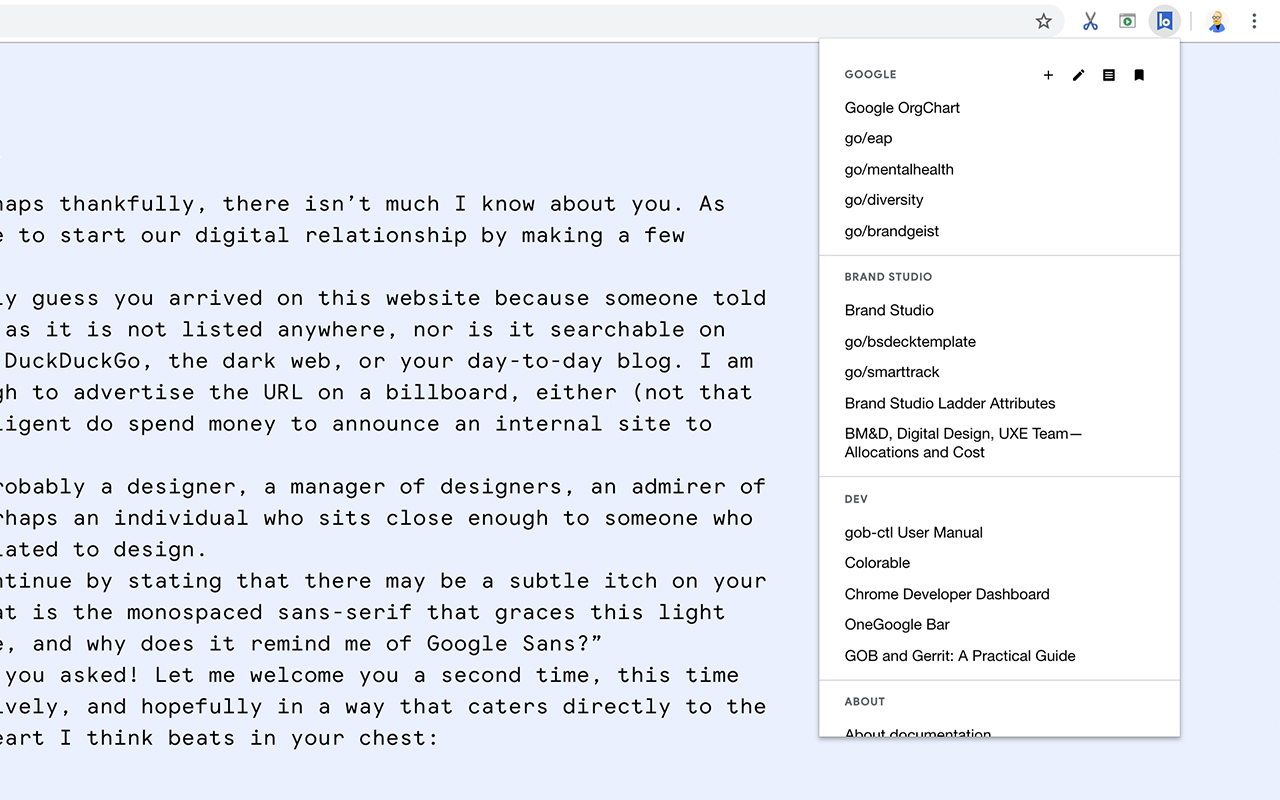 haps thankfully, there isn’t much I know about you. As
e to start our digital relationship by making a few
ly guess you arrived on this website because someone told
as it is not listed anywhere, nor is it searchable on
DuckDuckGo, the dark web, or your day-to-day blog. I am
gh to advertise the URL on a billboard, either (not that
ligent do spend money to announce an internal site to
robably a designer, a manager of designers, an admirer of
rhaps an individual who sits close enough to someone who
lated to design.
ntinue by stating that there may be a subtle itch on your
at is the monospaced sans-serif that graces this light
e, and why does it remind me of Google Sans?”
you asked! Let me welcome you a second time, this time
ively, and hopefully in a way that caters directly to the
eart I think beats in your chest:
GOOGLE
Google OrgChart
go/eap
go/mentalhealth
go/diversity
go/brandgeist
BRAND STUDIO
Brand Studio
go/bsdecktemplate
go/smarttrack
Brand Studio Ladder Attributes
BM&D, Digital Design, UXE Team—
Allocations and Cost
DEV
gob-ctl User Manual
Colorable
Chrome Developer Dashboard
OneGoogle Bar
GOB and Gerrit: A Practical Guide
ABOUT
About documentation